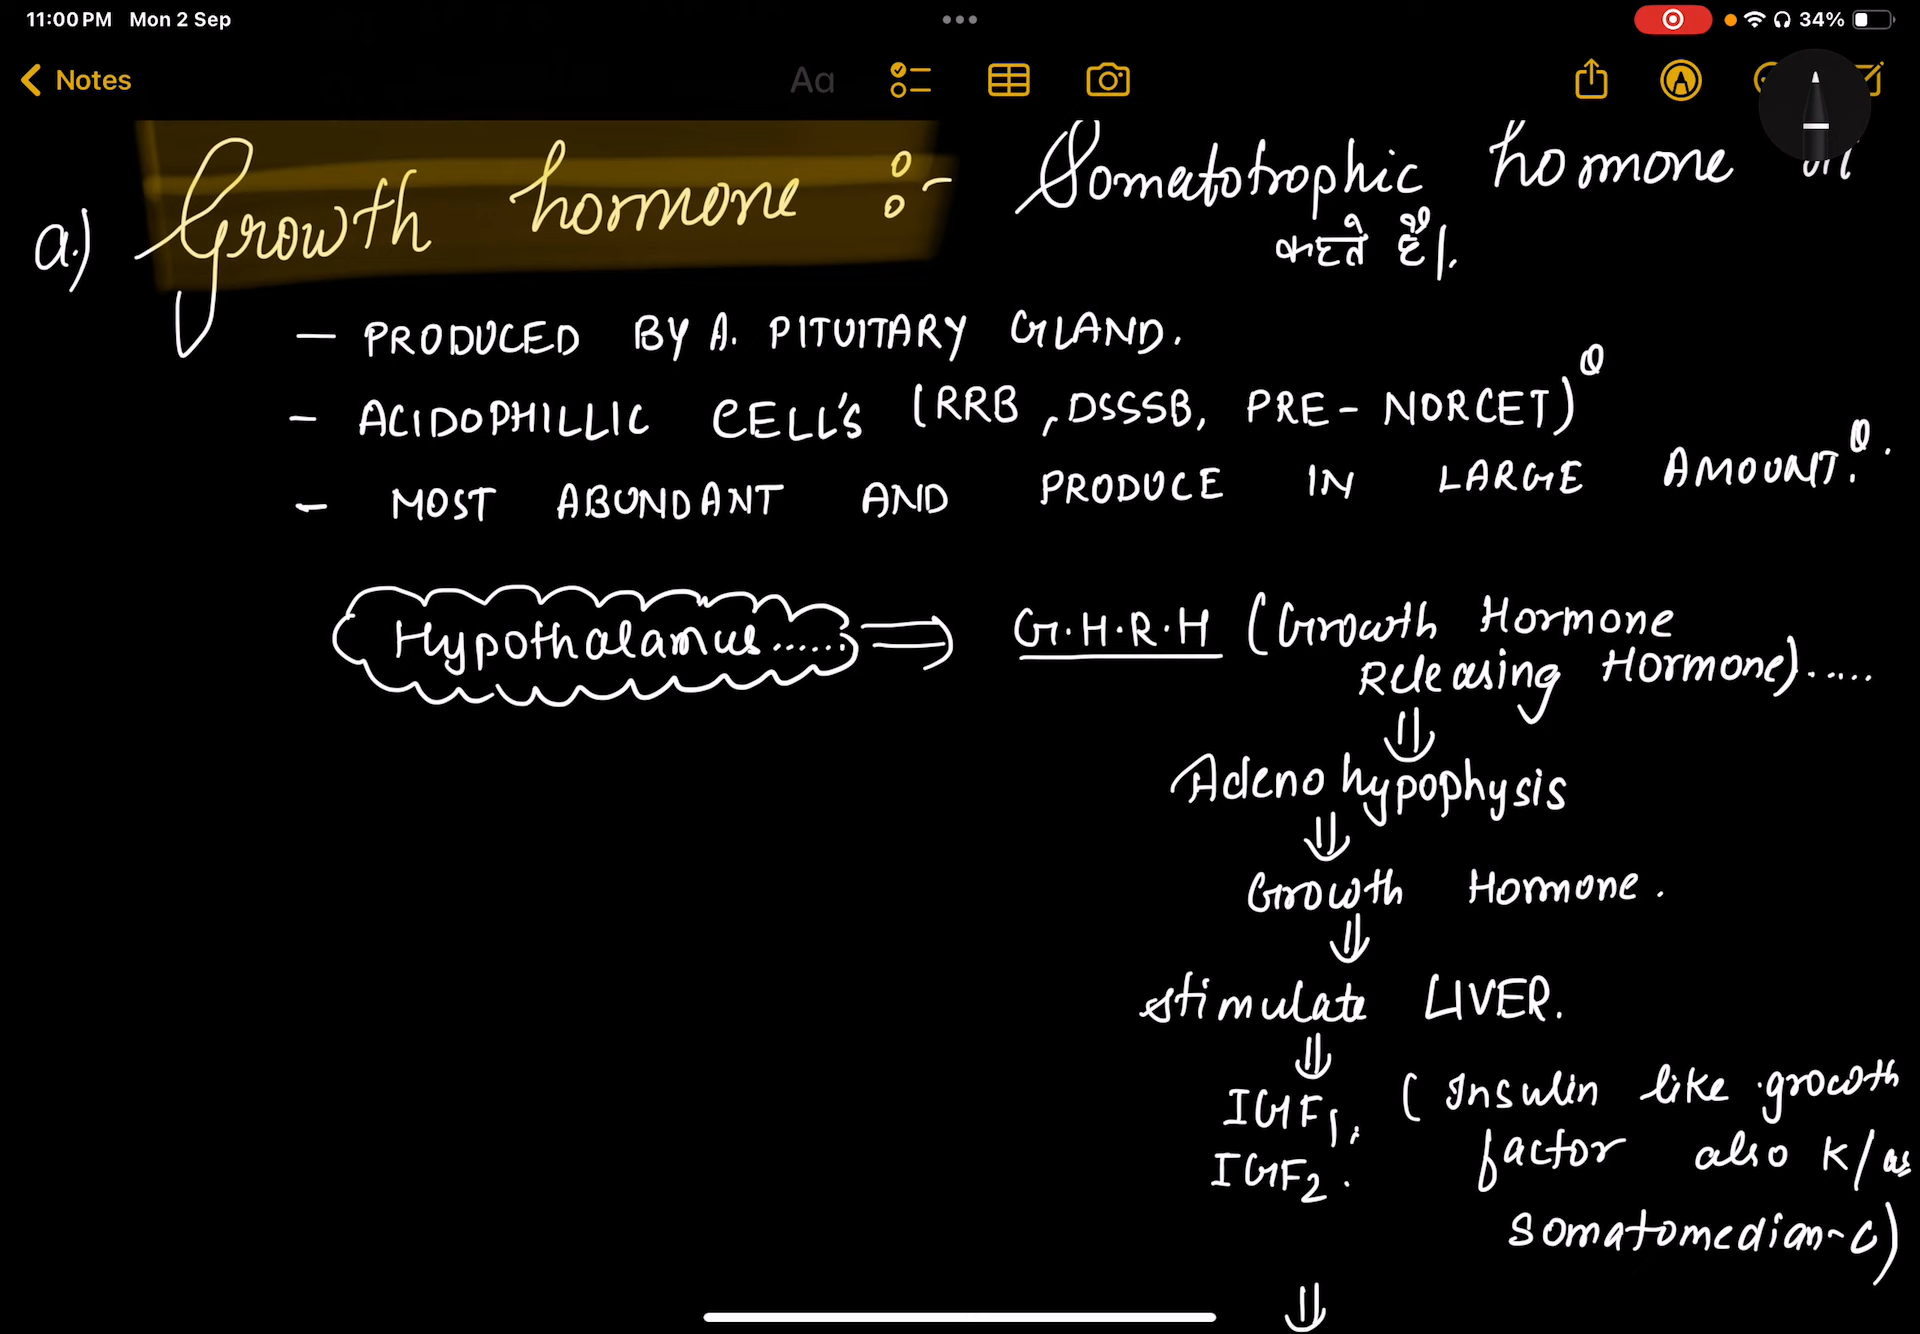 11:00 PM Mon 2 Sep
34%
Notes
Aa
a.) Growth hormone :- Somatotrophic hormone भी
कहते हैं।.
— PRODUCED BY A. PITUITARY GLAND.
- ACIDOPHILLIC CELL'S (RRB, DSSSB, PRE-NORCET) Q
- MOST ABUNDANT AND PRODUCE IN LARGE AMOUNT. Q.
Hypothalamus...... ⇒ G.H.R.H (Growth Hormone
Releasing Hormone).....
⇓
Adenohypophysis
⇓
Growth Hormone.
⇓
stimulate LIVER.
⇓
IGF1, (Insulin like growth
IGF2. factor also K/as
somatomedian-C)
⇓